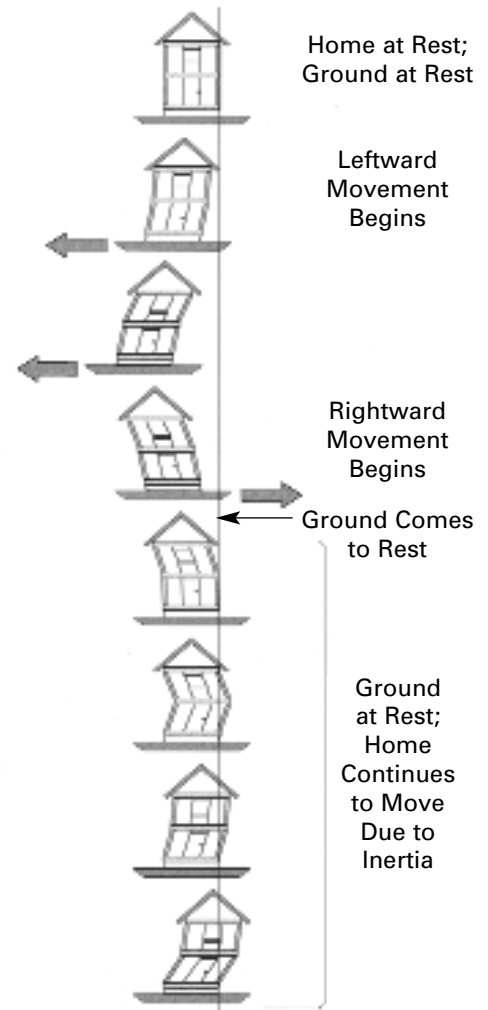 Home at Rest;
Ground at Rest
Leftward
Movement
Begins
Rightward
Movement
Begins
Ground Comes
to Rest
Ground
at Rest;
Home
Continues
to Move
Due to
Inertia